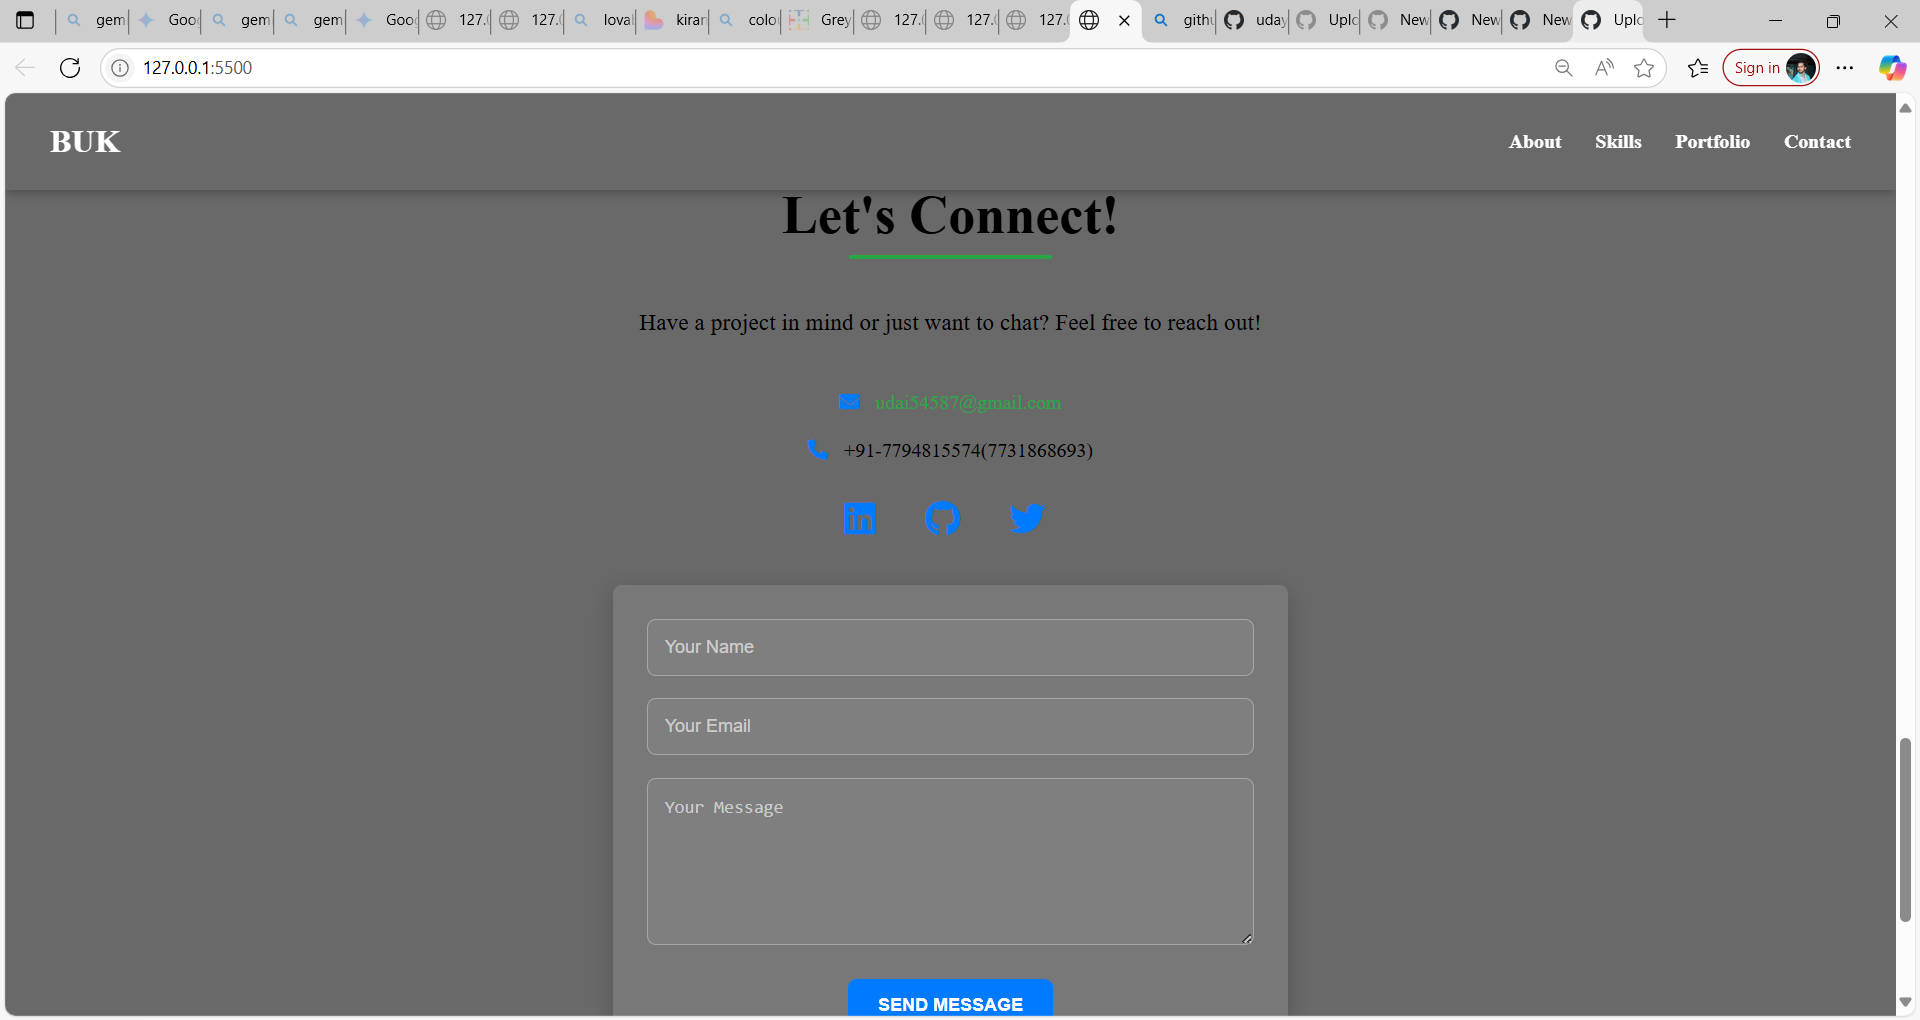 gem
Goo
gem
gem
Goo
127.
127.
lova
kirar
colo
Grey
127.
127.
127.
githu
uday
Uplo
New
New
New
Uplo
127.0.0.1:5500
Sign in
BUK
About Skills Portfolio Contact
Let's Connect!
Have a project in mind or just want to chat? Feel free to reach out!
udai54587@gmail.com
+91-7794815574(7731868693)
in
Your Name
Your Email
Your Message
SEND MESSAGE